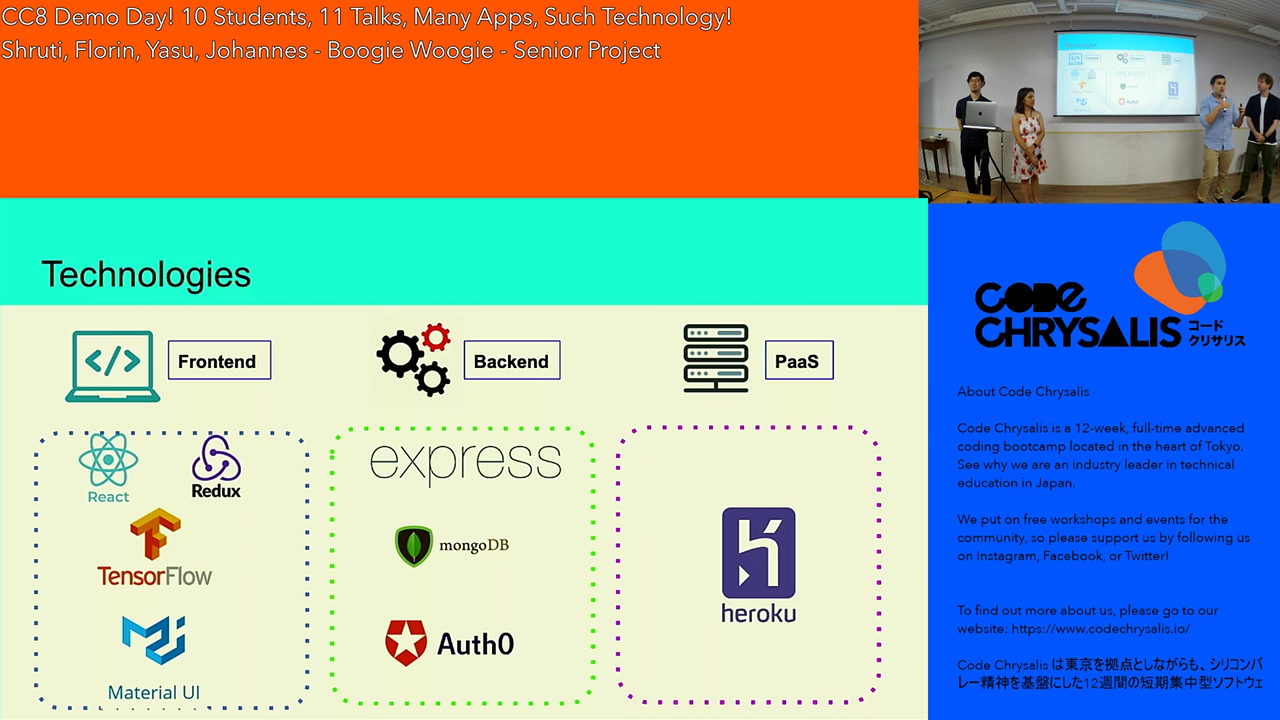 CC8 Demo Day! 10 Students, 11 Talks, Many Apps, Such Technology!
Shruti, Florin, Yasu, Johannes - Boogie Woogie - Senior Project
Technologies
Frontend
Backend
PaaS
React
Redux
TensorFlow
Material UI
express
mongoDB
Auth0
heroku
CODE
CHRYSALIS
コード
クリサリス
About Code Chrysalis
Code Chrysalis is a 12-week, full-time advanced
coding bootcamp located in the heart of Tokyo.
See why we are an industry leader in technical
education in Japan.
We put on free workshops and events for the
community, so please support us by following us
on Instagram, Facebook, or Twitter!
To find out more about us, please go to our
website: https://www.codechrysalis.io/
Code Chrysalis は東京を拠点としながらも、シリコンバ
レー精神を基盤にした12週間の短期集中型ソフトウェ